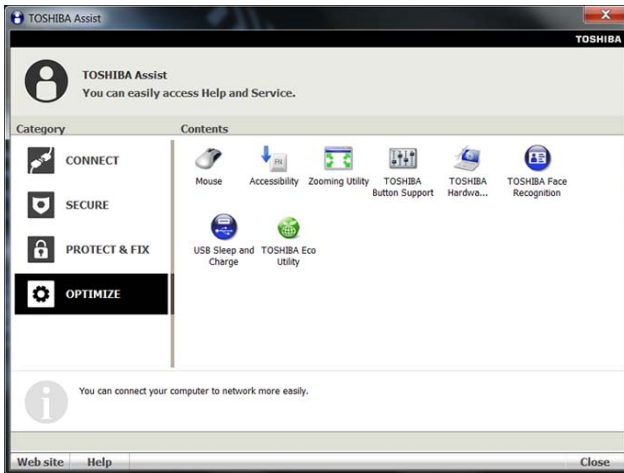 TOSHIBA Assist
TOSHIBA
TOSHIBA Assist
You can easily access Help and Service.
Category
Contents
CONNECT
SECURE
PROTECT & FIX
OPTIMIZE
Mouse
Accessibility
Zooming Utility
TOSHIBA
Button Support
TOSHIBA
Hardwa...
TOSHIBA Face
Recognition
USB Sleep and
Charge
TOSHIBA Eco
Utility
You can connect your computer to network more easily.
Web site
Help
Close